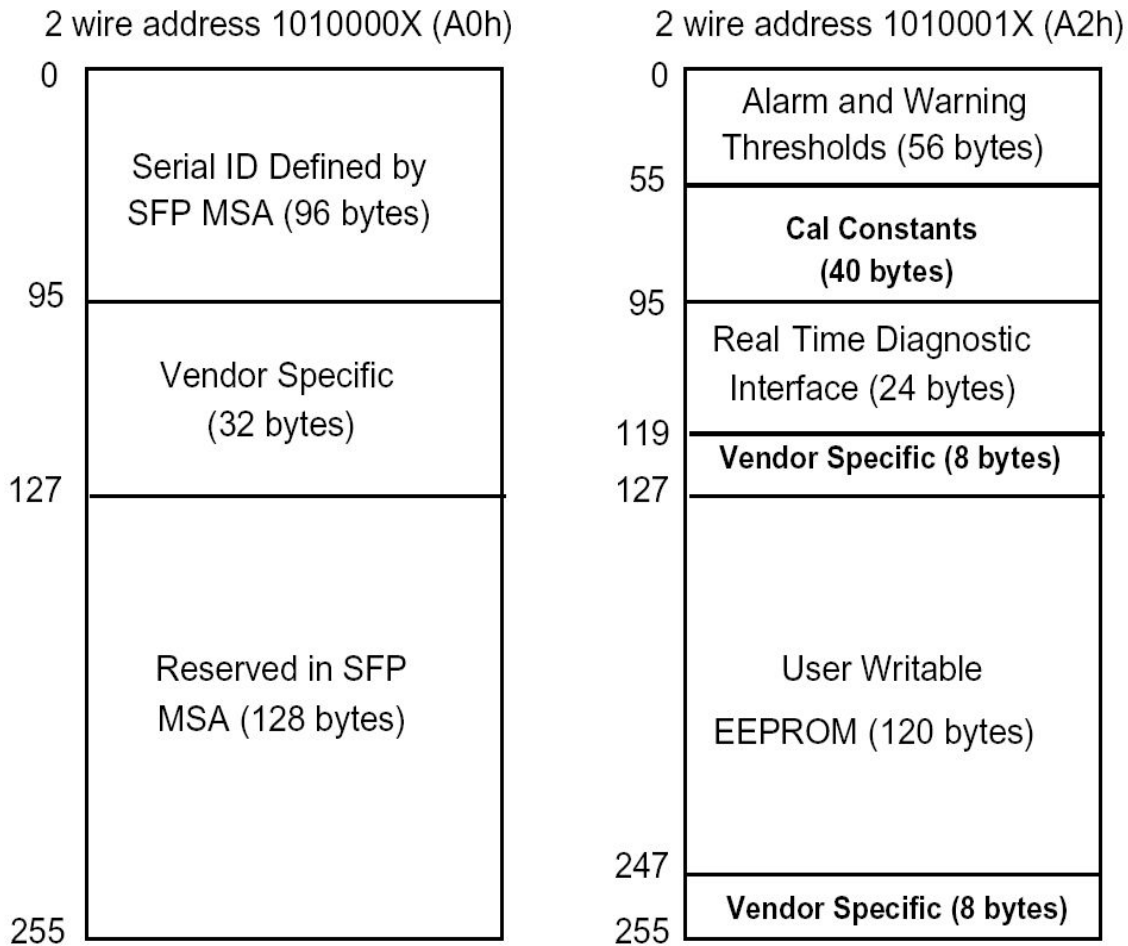 2 wire address 1010000X (A0h)
0
Serial ID Defined by
SFP MSA (96 bytes)
95
Vendor Specific
(32 bytes)
127
Reserved in SFP
MSA (128 bytes)
255
2 wire address 1010001X (A2h)
0
Alarm and Warning
Thresholds (56 bytes)
55
Cal Constants
(40 bytes)
95
Real Time Diagnostic
Interface (24 bytes)
119
Vendor Specific (8 bytes)
127
User Writable
EEPROM (120 bytes)
247
Vendor Specific (8 bytes)
255